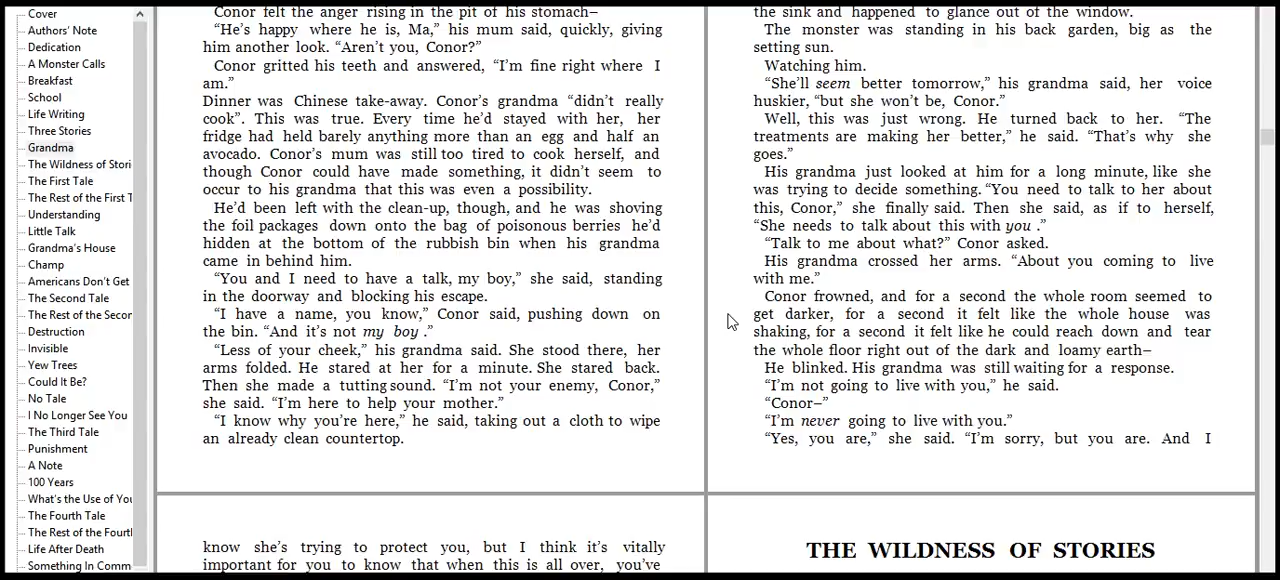 Cover
Authors' Note
Dedication
A Monster Calls
Breakfast
School
Life Writing
Three Stories
Grandma
The Wildness of Stori
The First Tale
The Rest of the First T
Understanding
Little Talk
Grandma's House
Champ
Americans Don't Get
The Second Tale
The Rest of the Secon
Destruction
Invisible
Yew Trees
Could It Be?
No Tale
I No Longer See You
The Third Tale
Punishment
A Note
100 Years
What's the Use of You
The Fourth Tale
The Rest of the Fourth
Life After Death
Something In Comm
Conor felt the anger rising in the pit of his stomach–
“He’s happy where he is, Ma,” his mum said, quickly, giving
him another look. “Aren’t you, Conor?”
Conor gritted his teeth and answered, “I’m fine right where I
am.”
Dinner was Chinese take-away. Conor’s grandma “didn’t really
cook”. This was true. Every time he’d stayed with her, her
fridge had held barely anything more than an egg and half an
avocado. Conor’s mum was still too tired to cook herself, and
though Conor could have made something, it didn’t seem to
occur to his grandma that this was even a possibility.
He’d been left with the clean-up, though, and he was shoving
the foil packages down onto the bag of poisonous berries he’d
hidden at the bottom of the rubbish bin when his grandma
came in behind him.
“You and I need to have a talk, my boy,” she said, standing
in the doorway and blocking his escape.
“I have a name, you know,” Conor said, pushing down on
the bin. “And it’s not my boy .”
“Less of your cheek,” his grandma said. She stood there, her
arms folded. He stared at her for a minute. She stared back.
Then she made a tutting sound. “I’m not your enemy, Conor,”
she said. “I’m here to help your mother.”
“I know why you’re here,” he said, taking out a cloth to wipe
an already clean countertop.
the sink and happened to glance out of the window.
The monster was standing in his back garden, big as the
setting sun.
Watching him.
“She’ll seem better tomorrow,” his grandma said, her voice
huskier, “but she won’t be, Conor.”
Well, this was just wrong. He turned back to her. “The
treatments are making her better,” he said. “That’s why she
goes.”
His grandma just looked at him for a long minute, like she
was trying to decide something. “You need to talk to her about
this, Conor,” she finally said. Then she said, as if to herself,
“She needs to talk about this with you .”
“Talk to me about what?” Conor asked.
His grandma crossed her arms. “About you coming to live
with me.”
Conor frowned, and for a second the whole room seemed to
get darker, for a second it felt like the whole house was
shaking, for a second it felt like he could reach down and tear
the whole floor right out of the dark and loamy earth–
He blinked. His grandma was still waiting for a response.
“I’m not going to live with you,” he said.
“Conor–”
“I’m never going to live with you.”
“Yes, you are,” she said. “I’m sorry, but you are. And I
know she’s trying to protect you, but I think it’s vitally
important for you to know that when this is all over, you’ve
THE WILDNESS OF STORIES